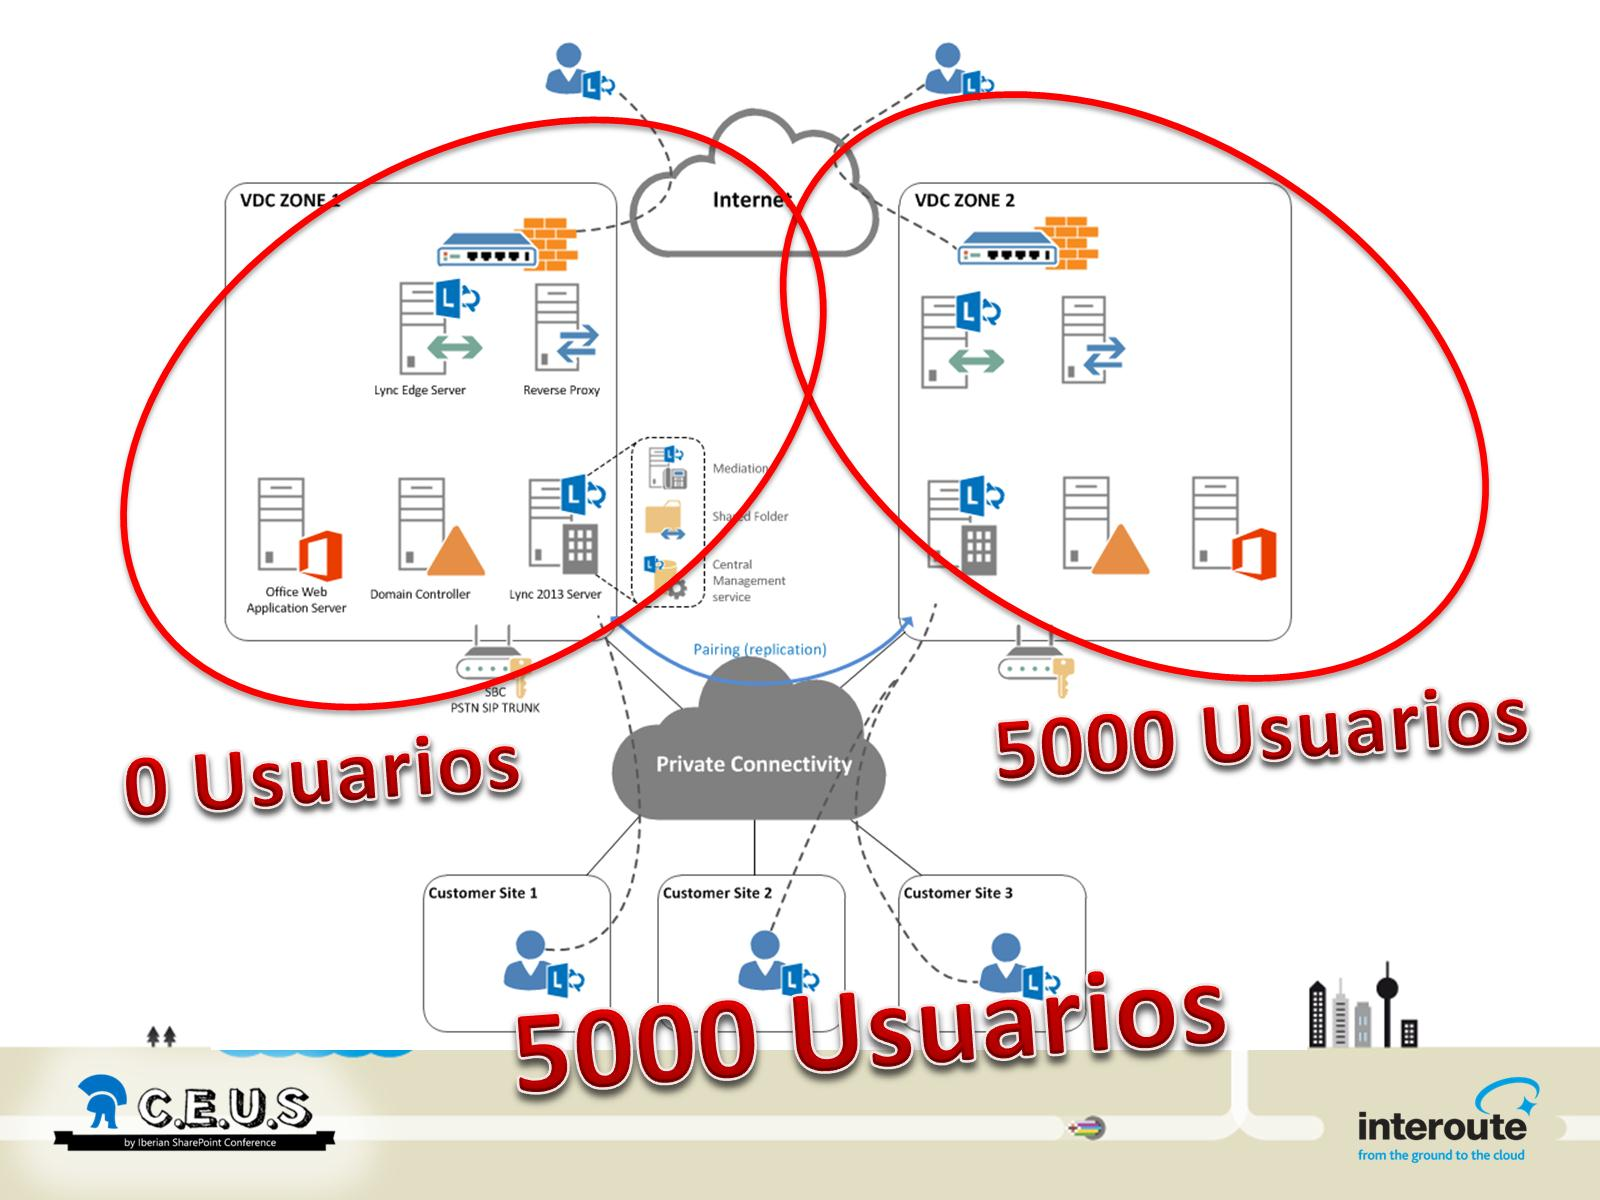 Internet
VDC ZONE 1
VDC ZONE 2
Lync Edge Server
Reverse Proxy
Mediation
Shared Folder
Central
Management
service
Office Web
Application Server
Domain Controller
Lync 2013 Server
Pairing (replication)
SBC
PSTN SIP TRUNK
0 Usuarios
5000 Usuarios
Private Connectivity
Customer Site 1
Customer Site 2
Customer Site 3
5000 Usuarios
C.E.U.S
by Iberian SharePoint Conference
interoute
from the ground to the cloud